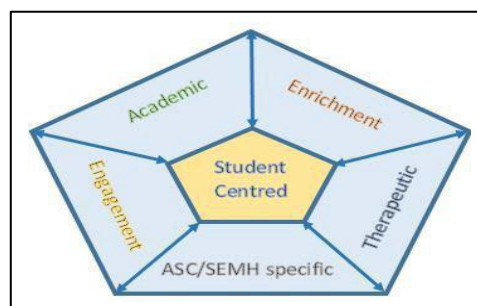 Academic
Enrichment
Student
Centred
Engagement
Therapeutic
ASC/SEMH specific